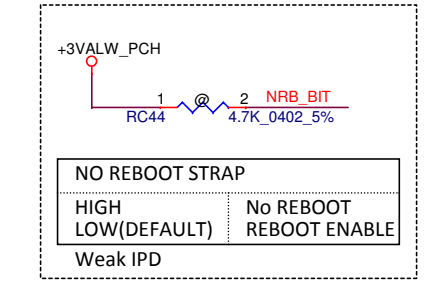 +3VALW_PCH
1 @ 2 NRB_BIT
RC44 4.7K_0402_5%
NO REBOOT STRAP
HIGH No REBOOT
LOW(DEFAULT) REBOOT ENABLE
Weak IPD